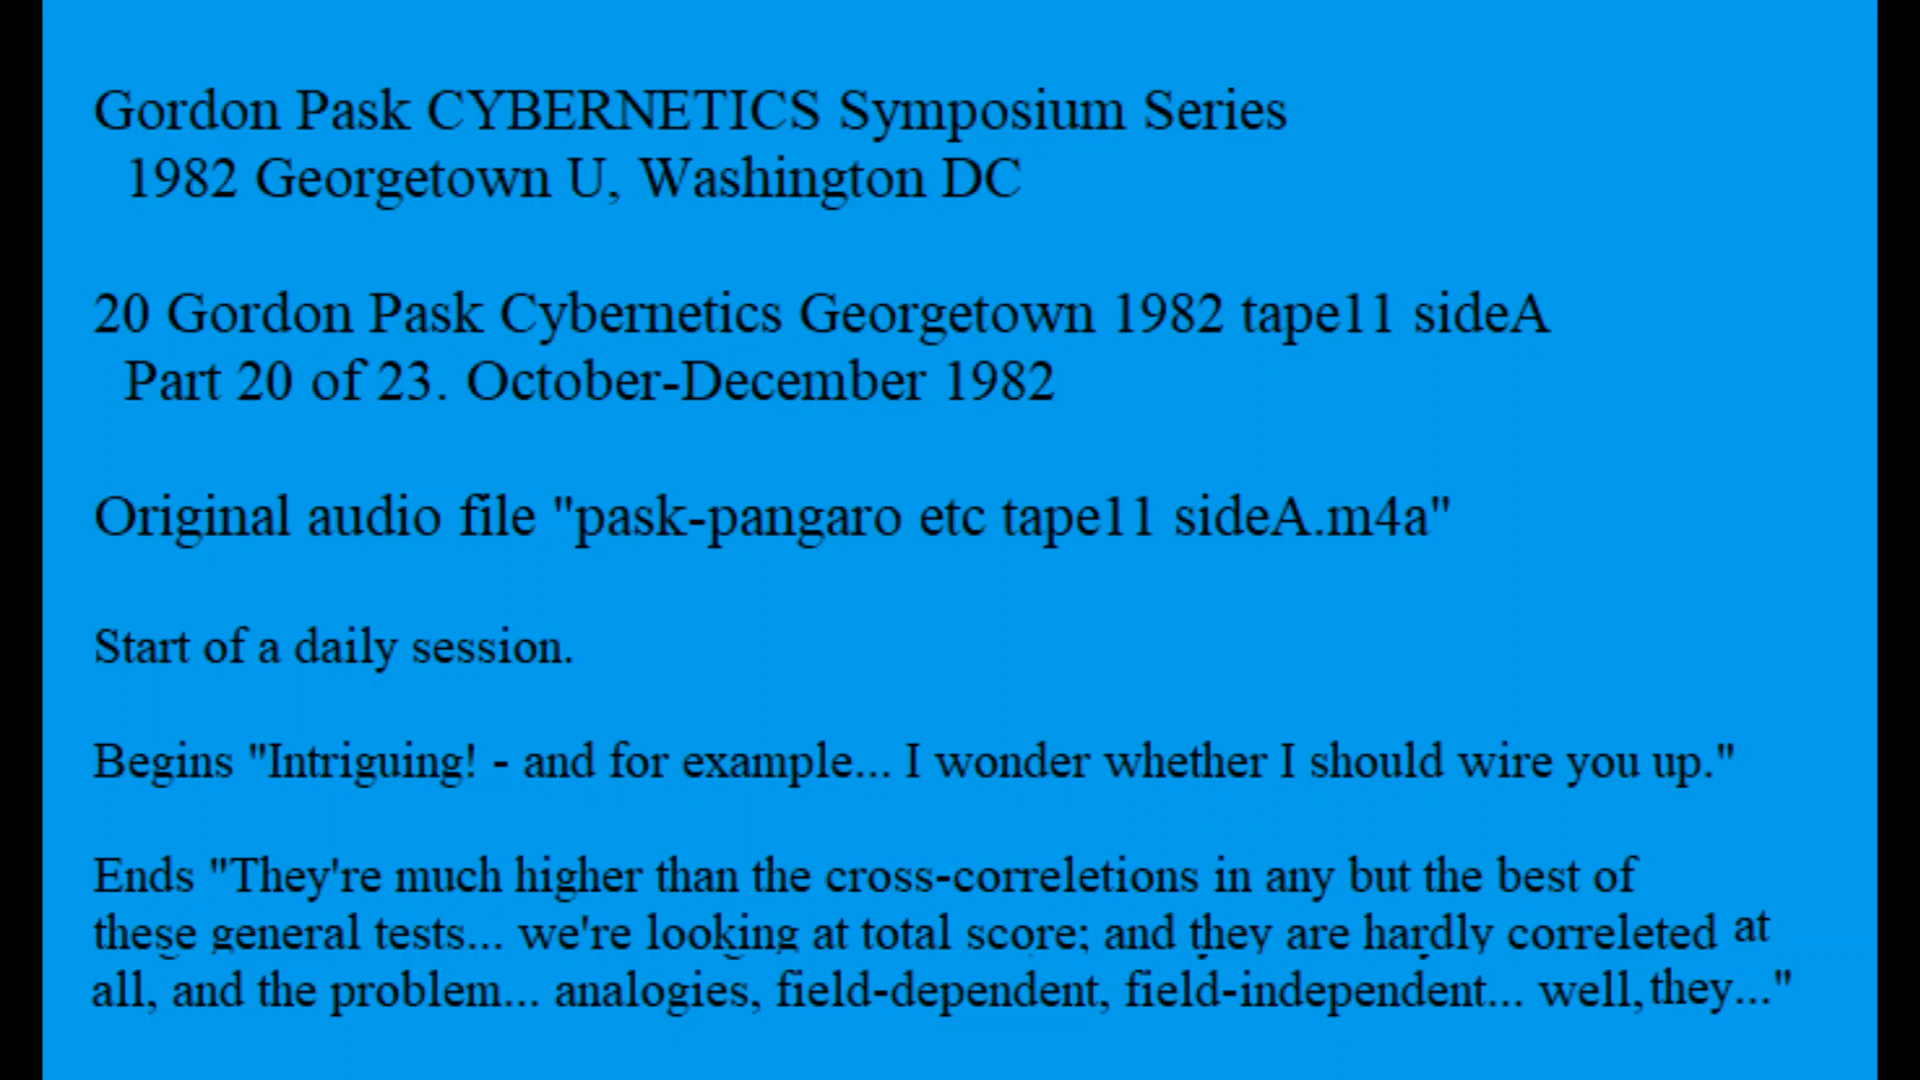 Gordon Pask CYBERNETICS Symposium Series
1982 Georgetown U, Washington DC
20 Gordon Pask Cybernetics Georgetown 1982 tape11 sideA
Part 20 of 23. October-December 1982
Original audio file "pask-pangaro etc tape11 sideA.m4a"
Start of a daily session.
Begins "Intriguing! - and for example... I wonder whether I should wire you up."
Ends "They're much higher than the cross-correletions in any but the best of
these general tests... we're looking at total score; and they are hardly correleted at
all, and the problem... analogies, field-dependent, field-independent... well, they..."